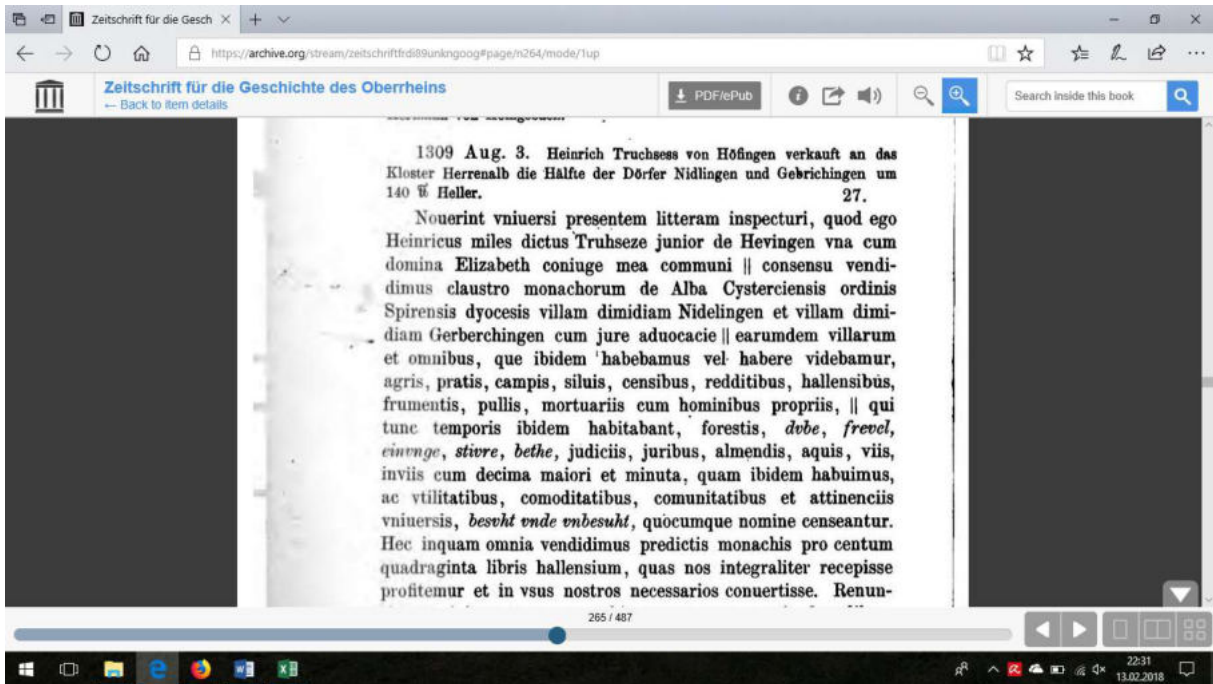 Zeitschrift für die Gesch
https://archive.org/stream/zeitschriftfrdi89unkngoog#page/n264/mode/1up
Zeitschrift für die Geschichte des Oberrheins
← Back to item details
PDF/ePub
Search inside this book
1309 Aug. 3. Heinrich Truchsess von Höfingen verkauft an das
Kloster Herrenalb die Hälfte der Dörfer Nidlingen und Gebrichingen um
140 ℔ Heller. 27.
Nouerint vniuersi presentem litteram inspecturi, quod ego
Heinricus miles dictus Truhseze junior de Hevingen vna cum
domina Elizabeth coniuge mea communi || consensu vendi-
dimus claustro monachorum de Alba Cysterciensis ordinis
Spirensis dyocesis villam dimidiam Nidelingen et villam dimi-
diam Gerberchingen cum jure aduocacie || earumdem villarum
et omnibus, que ibidem habebamus vel habere videbamur,
agris, pratis, campis, siluis, censibus, redditibus, hallensibus,
frumentis, pullis, mortuariis cum hominibus propriis, || qui
tunc temporis ibidem habitabant, forestis, dvbe, frevel,
einvnge, stivre, bethe, judiciis, juribus, almendis, aquis, viis,
inviis cum decima maiori et minuta, quam ibidem habuimus,
ac vtilitatibus, comoditatibus, comunitatibus et attinenciis
vniuersis, besvht vnde vnbesuht, quocumque nomine censeantur.
Hec inquam omnia vendidimus predictis monachis pro centum
quadraginta libris hallensium, quas nos integraliter recepisse
profitemur et in vsus nostros necessarios conuertisse. Renun-
265 / 487
22:31
13.02.2018